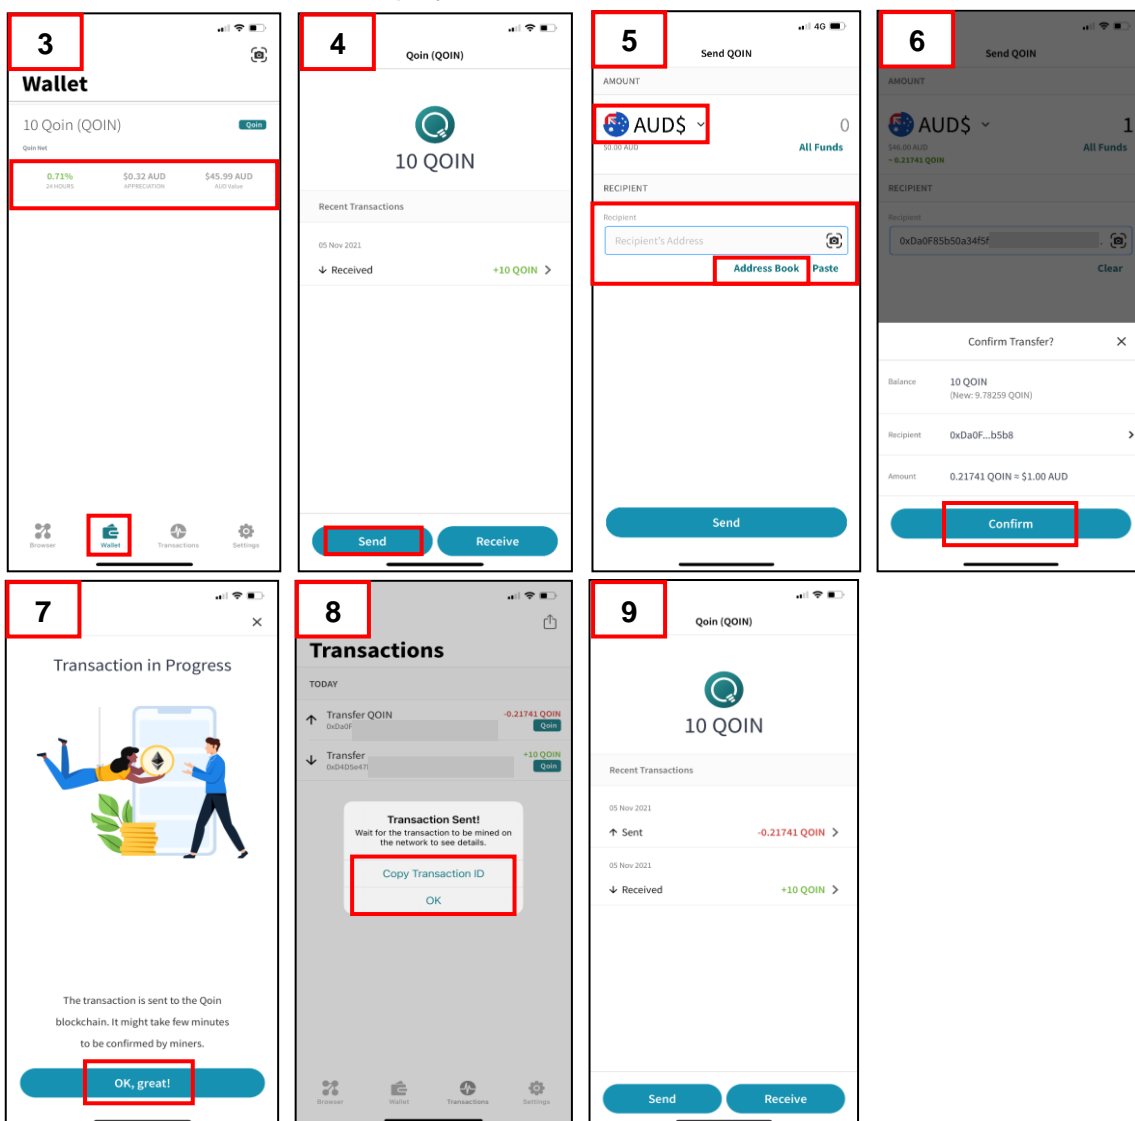 3
Wallet
10 Qoin (QOIN)
Qoin
Qoin Net
0.71%
24 HOURS
$0.32 AUD
APPRECIATION
$45.99 AUD
AUD Value
Browser
Wallet
Transactions
Settings
4
Qoin (QOIN)
10 QOIN
Recent Transactions
05 Nov 2021
Received
+10 QOIN
Send
Receive
5
4G
Send QOIN
AMOUNT
AUD$
0
$0.00 AUD
All Funds
RECIPIENT
Recipient
Recipient's Address
Address Book
Paste
Send
6
Send QOIN
AMOUNT
AUD$
1
$46.00 AUD
All Funds
~ 0.21741 QOIN
RECIPIENT
Recipient
0xDa0F85b50a34f5f
Clear
Confirm Transfer?
Balance
10 QOIN
(New: 9.78259 QOIN)
Recipient
0xDa0F...b5b8
Amount
0.21741 QOIN ≈ $1.00 AUD
Confirm
7
Transaction in Progress
The transaction is sent to the Qoin
blockchain. It might take few minutes
to be confirmed by miners.
OK, great!
8
Transactions
TODAY
Transfer QOIN
-0.21741 QOIN
0xDa0F
Qoin
Transfer
+10 QOIN
0xD4D5e47
Qoin
Transaction Sent!
Wait for the transaction to be mined on
the network to see details.
Copy Transaction ID
OK
Browser
Wallet
Transactions
Settings
9
Qoin (QOIN)
10 QOIN
Recent Transactions
05 Nov 2021
Sent
-0.21741 QOIN
05 Nov 2021
Received
+10 QOIN
Send
Receive